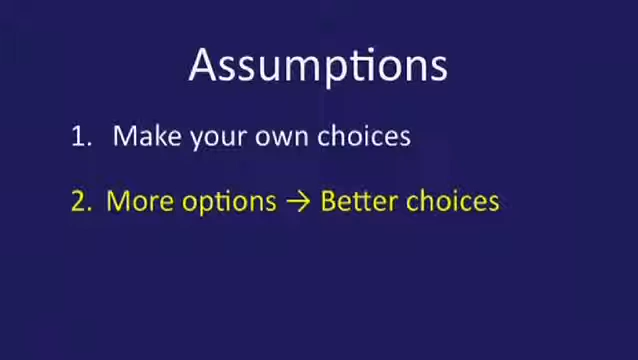 Assumptions
1. Make your own choices
2. More options → Better choices